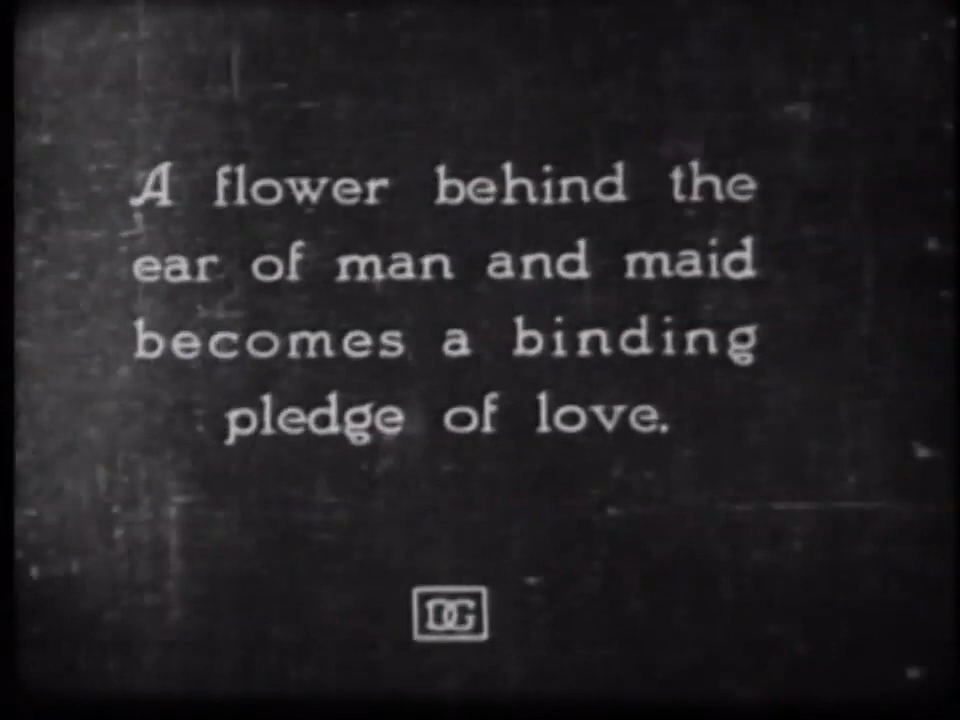 A flower behind the
ear of man and maid
becomes a binding
pledge of love.
DG